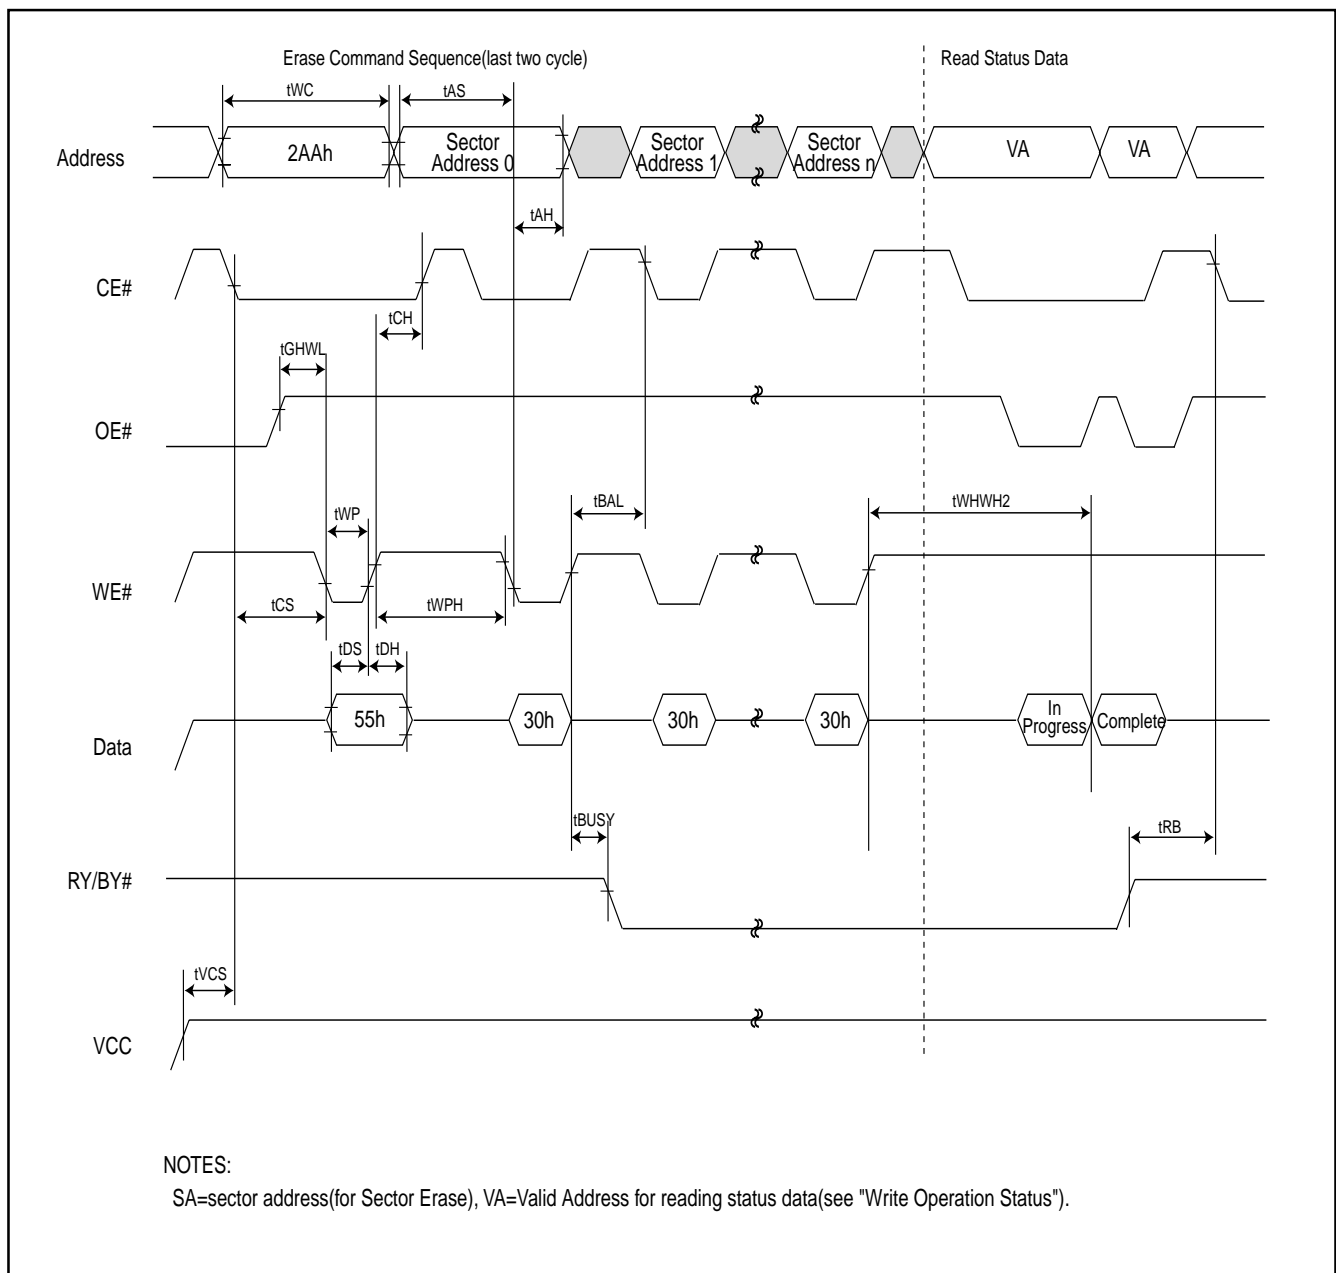 Erase Command Sequence(last two cycle)
Read Status Data
tWC
tAS
Address
2AAh
Sector
Address 0
Sector
Address 1
Sector
Address n
VA
VA
tAH
CE#
tCH
tGHWL
OE#
tWP
tBAL
tWHWH2
WE#
tCS
tWPH
tDS
tDH
Data
55h
30h
30h
30h
In
Progress
Complete
tBUSY
tRB
RY/BY#
tVCS
VCC
NOTES:
SA=sector address(for Sector Erase), VA=Valid Address for reading status data(see "Write Operation Status").